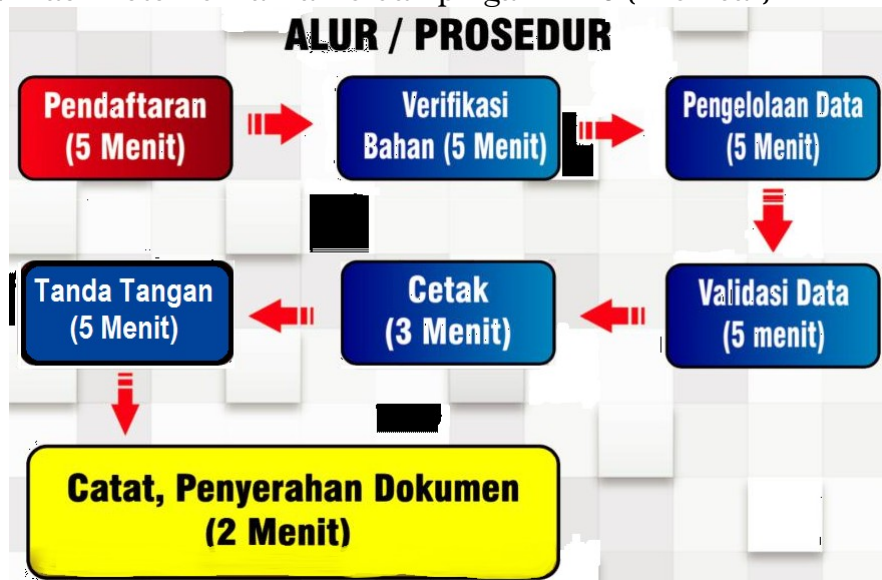 ALUR / PROSEDUR
Pendaftaran
(5 Menit)
Verifikasi
Bahan (5 Menit)
Pengelolaan Data
(5 Menit)
Validasi Data
(5 menit)
Cetak
(3 Menit)
Tanda Tangan
(5 Menit)
Catat, Penyerahan Dokumen
(2 Menit)